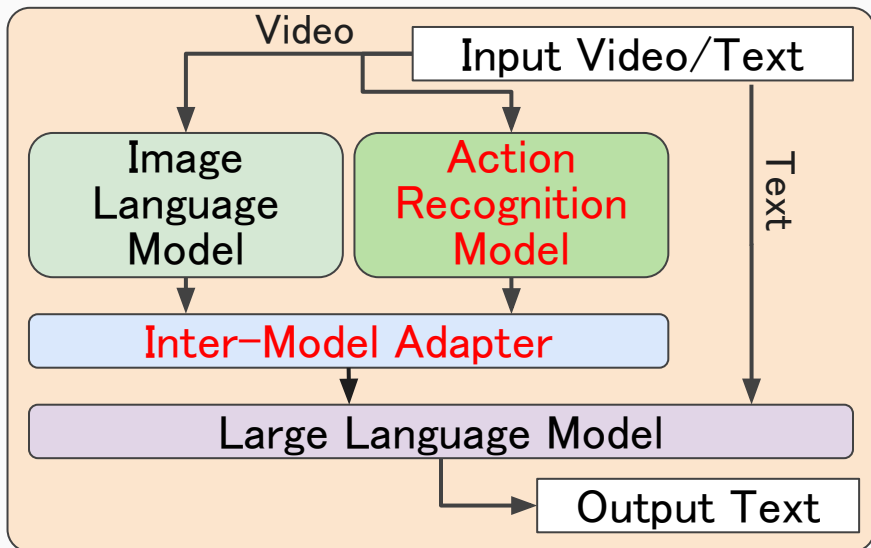 Video
Input Video/Text
Image
Language
Model
Action
Recognition
Model
Text
Inter-Model Adapter
Large Language Model
Output Text